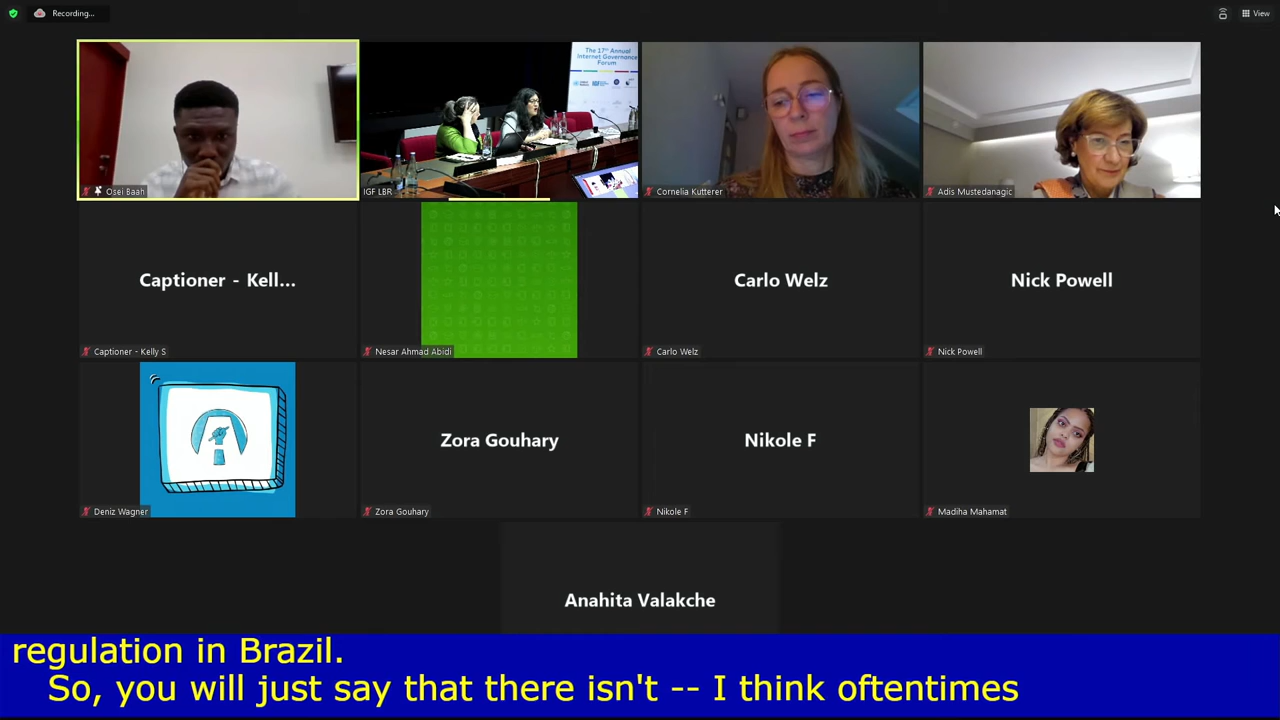 Recording...
View
The 17th Annual
Internet Governance
Forum
Osei Baah
IGF LBR
Cornelia Kutterer
Adis Mustedanagic
Captioner - Kell...
Carlo Welz
Nick Powell
Captioner - Kelly S
Nesar Ahmad Abidi
Carlo Welz
Nick Powell
Zora Gouhary
Nikole F
Deniz Wagner
Zora Gouhary
Nikole F
Madiha Mahamat
Anahita Valakche
regulation in Brazil.
So, you will just say that there isn't -- I think oftentimes